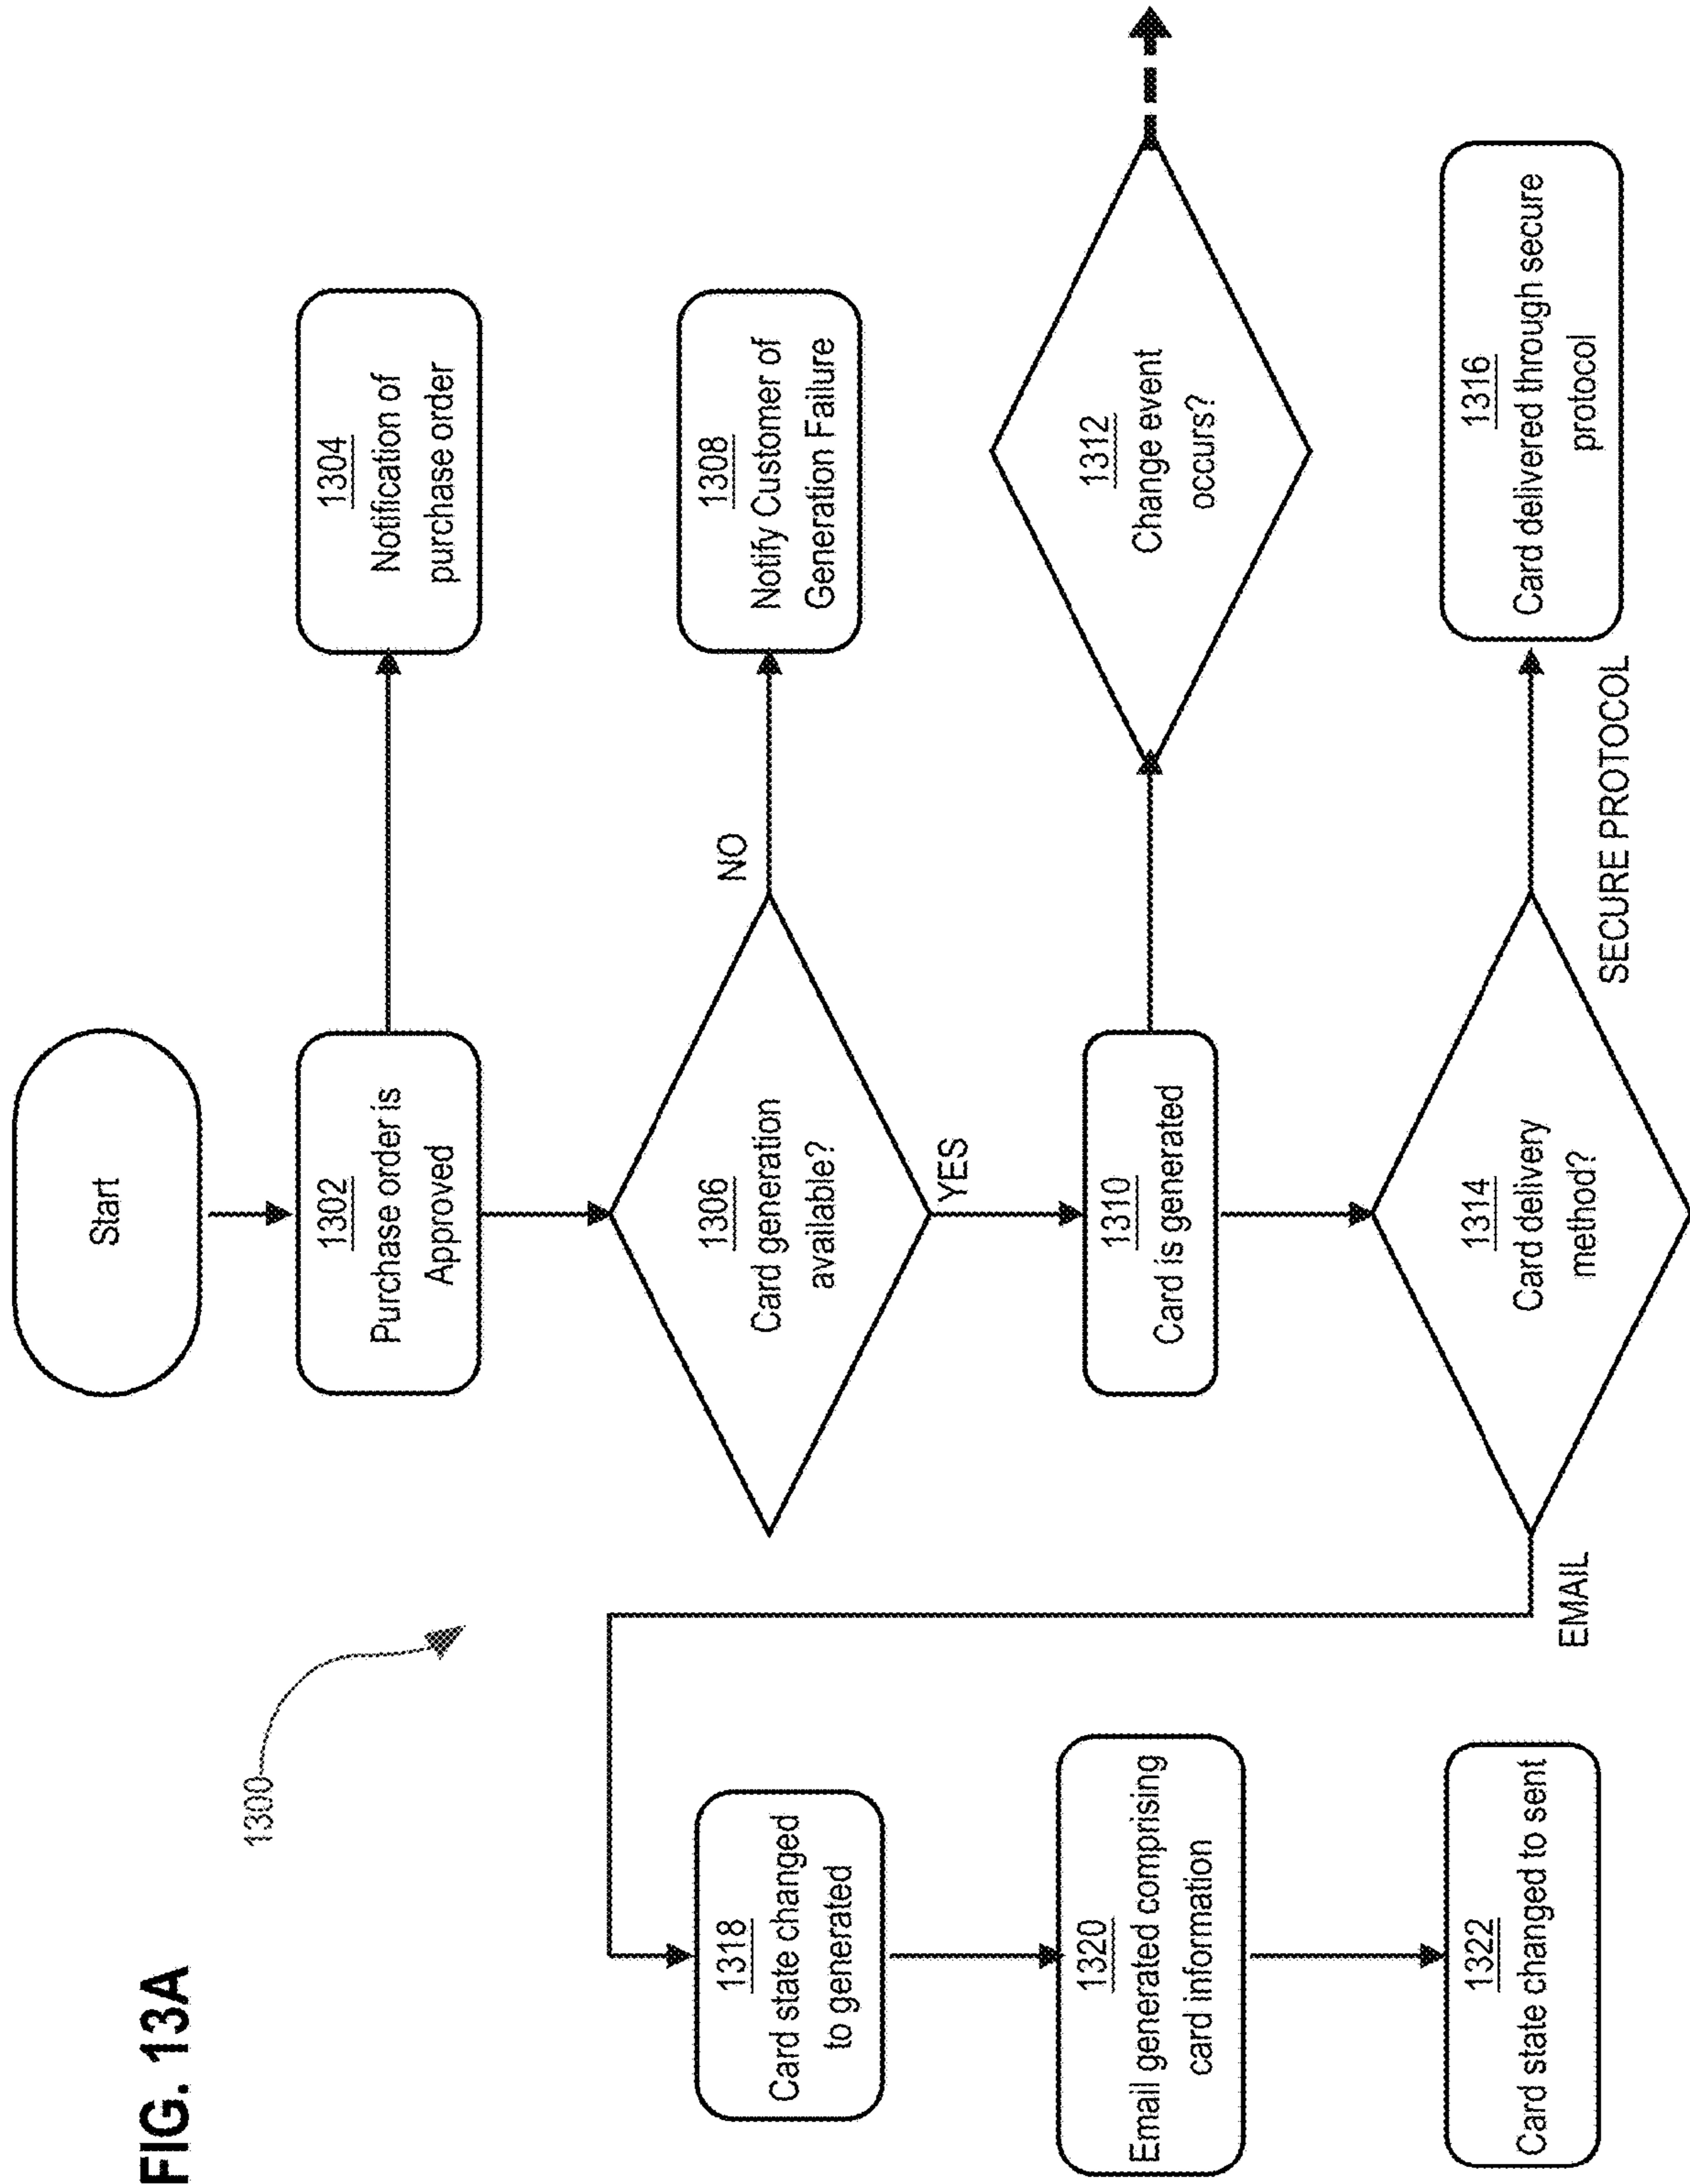 FIG. 13A
1300
Start
1302
Purchase order is
Approved
1304
Notification of
purchase order
1306
Card generation
available?
NO
1308
Notify Customer of
Generation Failure
YES
1310
Card is generated
1312
Change event
occurs?
1314
Card delivery
method?
SECURE PROTOCOL
1316
Card delivered through secure
protocol
EMAIL
1318
Card state changed
to generated
1320
Email generated comprising
card information
1322
Card state changed to sent